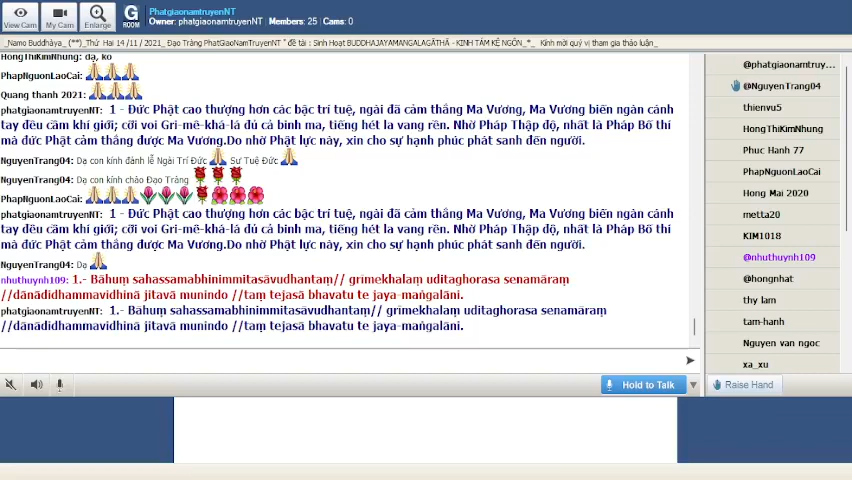 View Cam
My Cam
Enlarge
G
ROOM
PhatgiaonamtruyenNT
Owner: phatgiaonamtruyenNT Members: 25 Cams: 0
_Namo Buddhàya_ (**)_Thứ Hai 14 /11 / 2021_ Đạo Tràng PhatGiaoNamTruyenNT " đề tài : Sinh Hoạt BUDDHAJAYAMANGALAGĀTHĀ - KINH TÁM KỆ NGÔN_*_ Kính mời quý vị tham gia thảo luận_
HongThiKimNhung: dạ, ko
PhapNguonLaoCai:
Quang thanh 2021:
phatgiaonamtruyenNT: 1 - Đức Phật cao thượng hơn các bậc trí tuệ, ngài đã cảm thắng Ma Vương, Ma Vương biến ngàn cánh
tay đều cầm khí giới; cỡi voi Gri-mê-khá-lá đủ cả binh ma, tiếng hét la vang rền. Nhờ Pháp Thập độ, nhất là Pháp Bố thí
mà đức Phật cảm thắng được Ma Vương.Do nhờ Phật lực này, xin cho sự hạnh phúc phát sanh đến người.
NguyenTrang04: Dạ con kính đảnh lễ Ngài Trí Đức Sư Tuệ Đức
NguyenTrang04: Dạ con kính chào Đạo Tràng
PhapNguonLaoCai:
phatgiaonamtruyenNT: 1 - Đức Phật cao thượng hơn các bậc trí tuệ, ngài đã cảm thắng Ma Vương, Ma Vương biến ngàn cánh
tay đều cầm khí giới; cỡi voi Gri-mê-khá-lá đủ cả binh ma, tiếng hét la vang rền. Nhờ Pháp Thập độ, nhất là Pháp Bố thí
mà đức Phật cảm thắng được Ma Vương.Do nhờ Phật lực này, xin cho sự hạnh phúc phát sanh đến người.
NguyenTrang04: Dạ
nhuthuynh109: 1.- Bāhuṃ sahassamabhinimmitasāvudhantaṃ// grīmekhalaṃ uditaghorasa senamāraṃ
//dānādidhammavidhinā jitavā munindo //taṃ tejasā bhavatu te jaya-maṅgalāni.
phatgiaonamtruyenNT: 1.- Bāhuṃ sahassamabhinimmitasāvudhantaṃ// grīmekhalaṃ uditaghorasa senamāraṃ
//dānādidhammavidhinā jitavā munindo //taṃ tejasā bhavatu te jaya-maṅgalāni.
Hold to Talk
@phatgiaonamtruy...
@NguyenTrang04
thienvu5
HongThiKimNhung
Phuc Hanh 77
PhapNguonLaoCai
Hong Mai 2020
metta20
KIM1018
@nhuthuynh109
@hongnhat
thy lam
tam-hanh
Nguyen van ngoc
xa_xu
Raise Hand